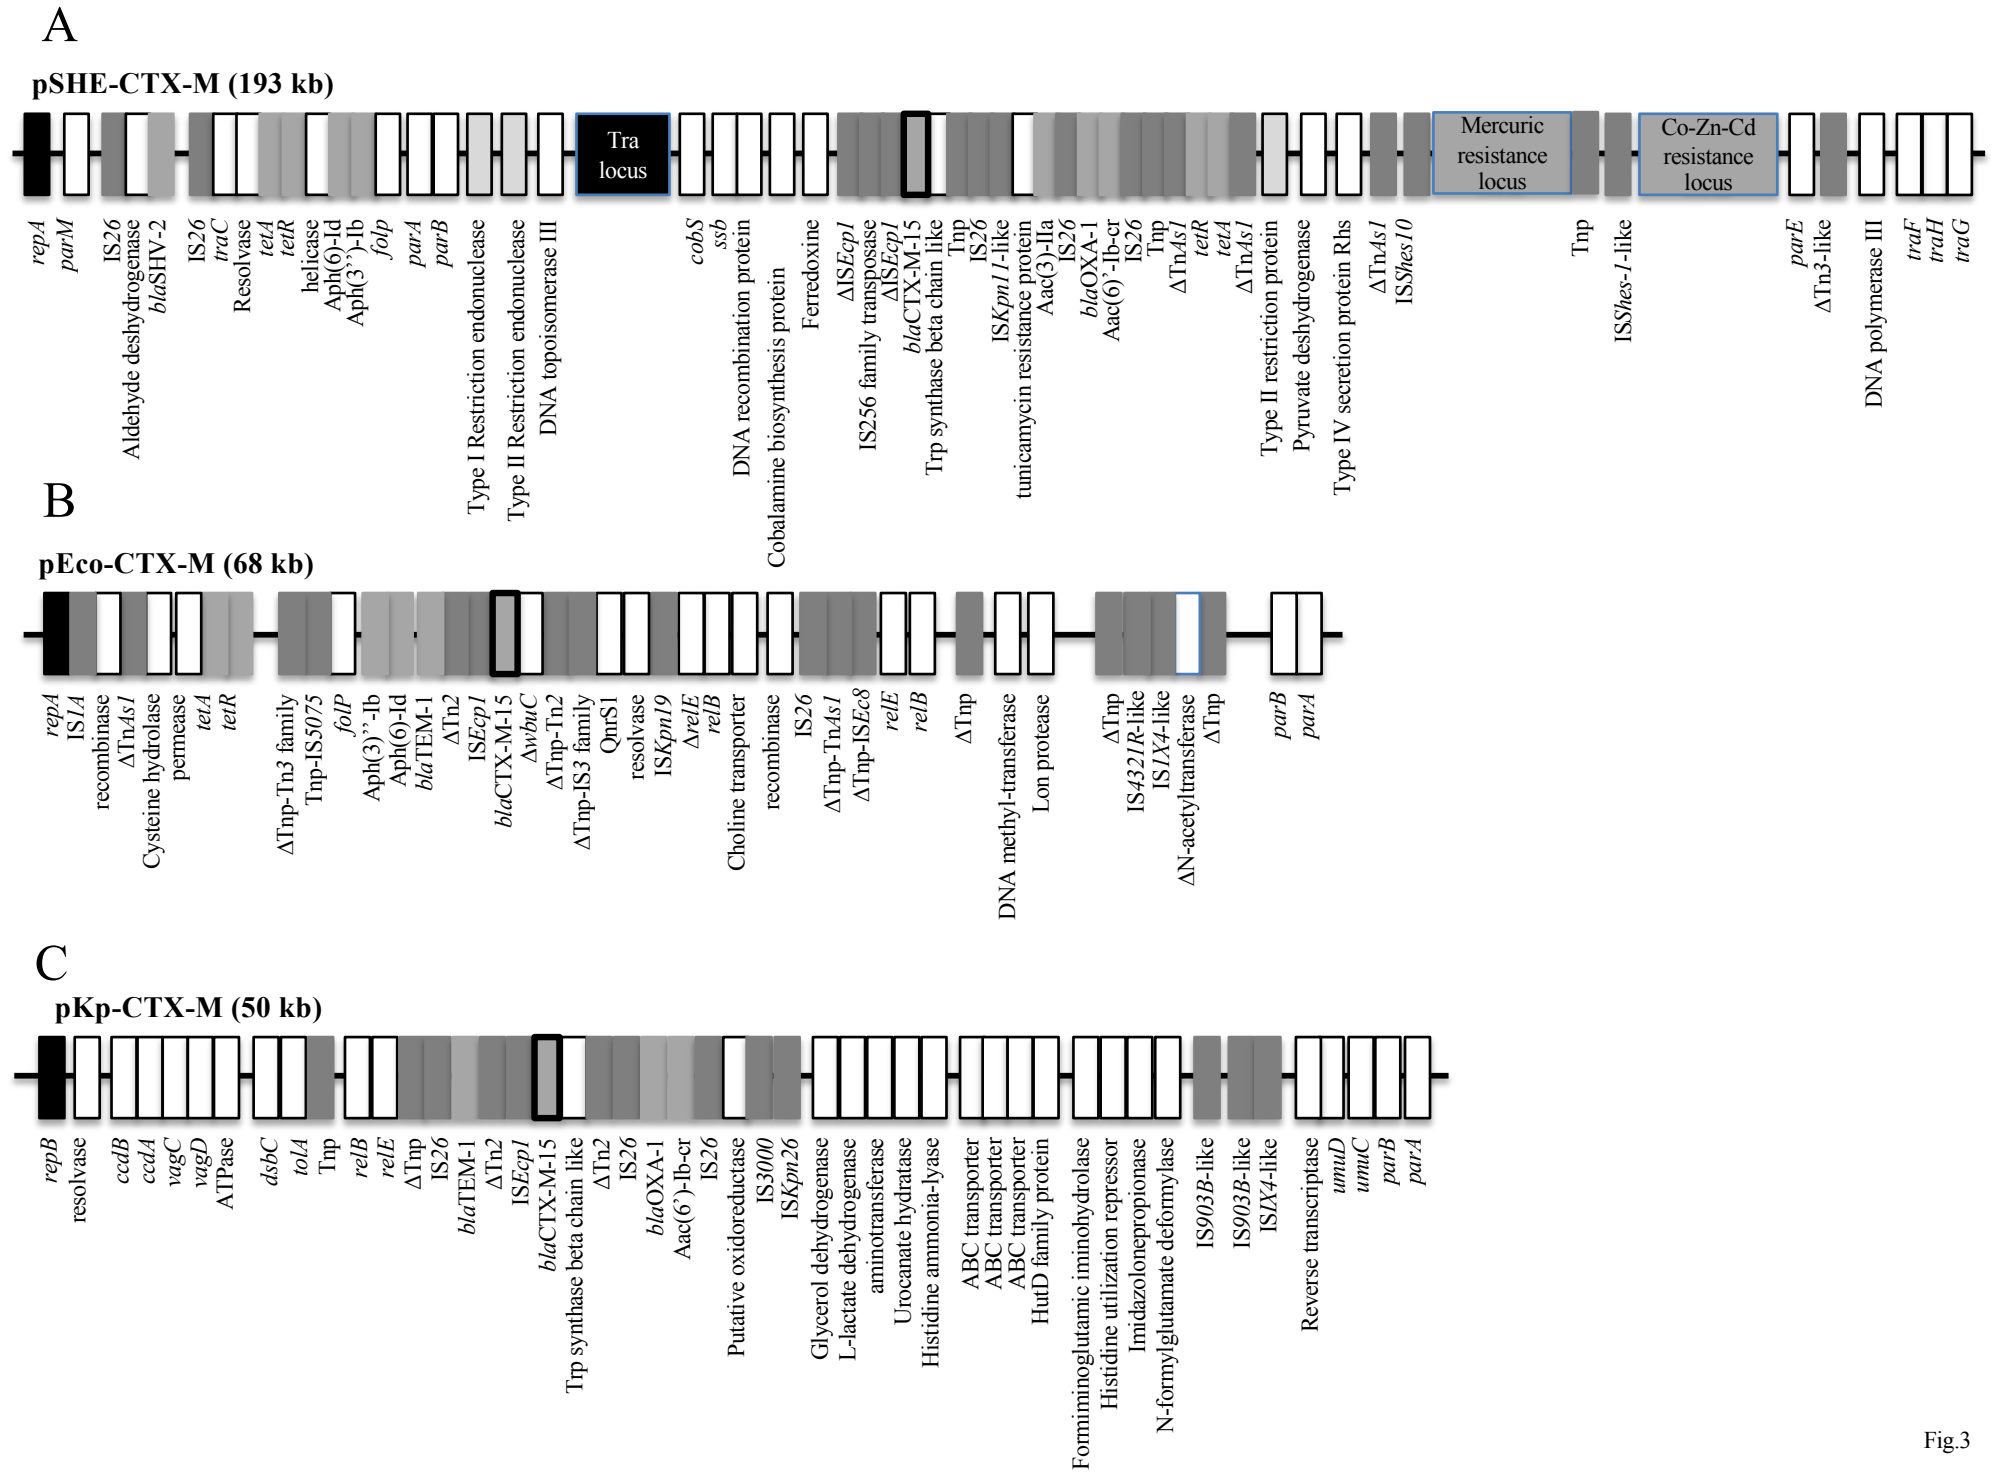 A
pSHE-CTX-M (193 kb)
Tra
locus
Mercuric
resistance
locus
Co-Zn-Cd
resistance
locus
repA
parM
IS26
Aldehyde deshydrogenase
blaSHV-2
IS26
traC
Resolvase
tetA
tetR
helicase
Aph(6)-Id
Aph(3’’)-Ib
folp
parA
parB
Type I Restriction endonuclease
Type II Restriction endonuclease
DNA topoisomerase III
cobS
ssb
DNA recombination protein
Cobalamine biosynthesis protein
Ferredoxine
ΔISEcp1
IS256 family transposase
ΔISEcp1
blaCTX-M-15
Trp synthase beta chain like
Tnp
IS26
ISKpn11-like
tunicamycin resistance protein
Aac(3)-IIa
IS26
blaOXA-1
Aac(6)’-Ib-cr
IS26
Tnp
ΔTnAs1
tetR
tetA
ΔTnAs1
Type II restriction protein
Pyruvate deshydrogenase
Type IV secretion protein Rhs
ΔTnAs1
ISShes10
Tnp
ISShes-1-like
parE
ΔTn3-like
DNA polymerase III
traF
traH
traG
B
pEco-CTX-M (68 kb)
repA
IS1A
recombinase
ΔTnAs1
Cysteine hydrolase
permease
tetA
tetR
ΔTnp-Tn3 family
Tnp-IS5075
folP
Aph(3)’’-Ib
Aph(6)-Id
blaTEM-1
ΔTn2
ISEcp1
blaCTX-M-15
ΔwbuC
ΔTnp-Tn2
ΔTnp-IS3 family
QnrS1
resolvase
ISKpn19
ΔrelE
relB
Choline transporter
recombinase
IS26
ΔTnp-TnAs1
ΔTnp-ISEc8
relE
relB
ΔTnp
DNA methyl-transferase
Lon protease
ΔTnp
IS4321R-like
IS1X4-like
ΔN-acetyltransferase
ΔTnp
parB
parA
C
pKp-CTX-M (50 kb)
repB
resolvase
ccdB
ccdA
vagC
vagD
ATPase
dsbC
tolA
Tnp
relB
relE
ΔTnp
IS26
blaTEM-1
ΔTn2
ISEcp1
blaCTX-M-15
Trp synthase beta chain like
ΔTn2
IS26
blaOXA-1
Aac(6’)-Ib-cr
IS26
Putative oxidoreductase
IS3000
ISKpn26
Glycerol dehydrogenase
L-lactate dehydrogenase
aminotransferase
Urocanate hydratase
Histidine ammonia-lyase
ABC transporter
ABC transporter
ABC transporter
HutD family protein
Formiminoglutamic iminohydrolase
Histidine utilization repressor
Imidazolonepropionase
N-formylglutamate deformylase
IS903B-like
IS903B-like
IS1X4-like
Reverse transcriptase
umuD
umuC
parB
parA
Fig.3